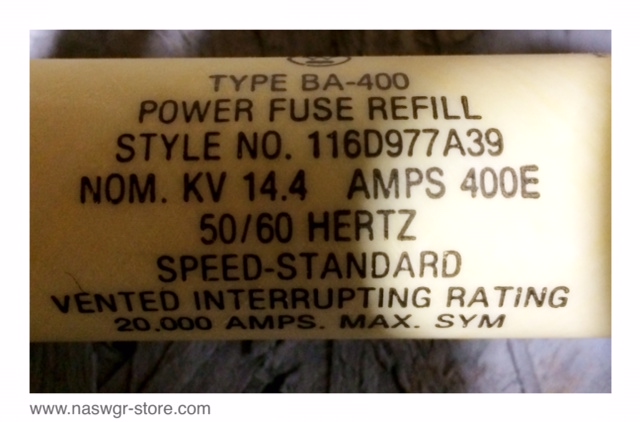 TYPE BA-400
POWER FUSE REFILL
STYLE NO. 116D977A39
NOM. KV 14.4 AMPS 400E
50/60 HERTZ
SPEED-STANDARD
VENTED INTERRUPTING RATING
20.000 AMPS. MAX. SYM
www.naswgr-store.com